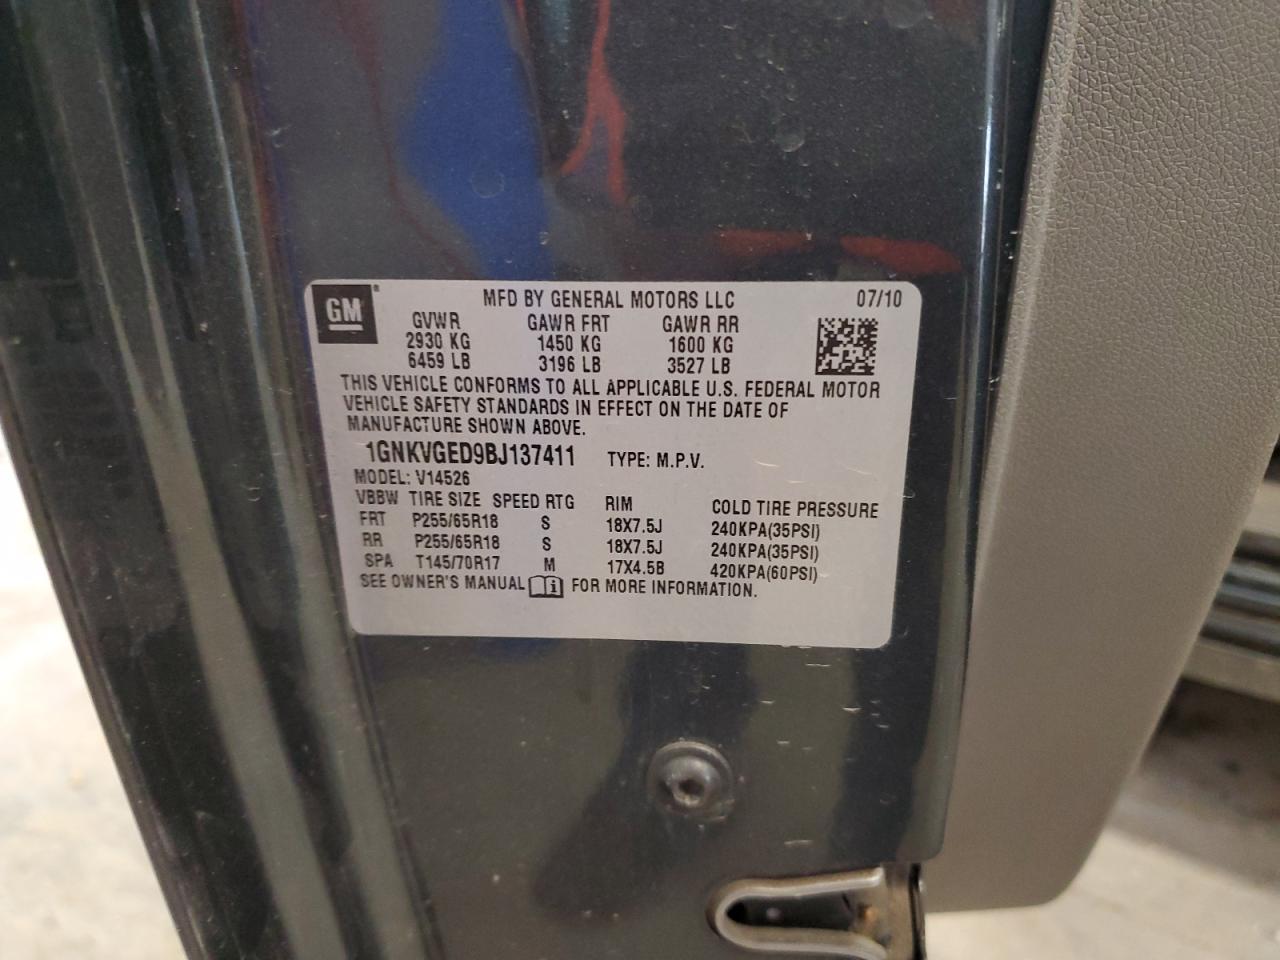 GM®
MFD BY GENERAL MOTORS LLC 07/10
GVWR GAWR FRT GAWR RR
2930 KG 1450 KG 1600 KG
6459 LB 3196 LB 3527 LB
THIS VEHICLE CONFORMS TO ALL APPLICABLE U.S. FEDERAL MOTOR
VEHICLE SAFETY STANDARDS IN EFFECT ON THE DATE OF
MANUFACTURE SHOWN ABOVE.
1GNKVGED9BJ137411 TYPE: M.P.V.
MODEL: V14526
VBBW TIRE SIZE SPEED RTG RIM COLD TIRE PRESSURE
FRT P255/65R18 S 18X7.5J 240KPA(35PSI)
RR P255/65R18 S 18X7.5J 240KPA(35PSI)
SPA T145/70R17 M 17X4.5B 420KPA(60PSI)
SEE OWNER'S MANUAL i FOR MORE INFORMATION.